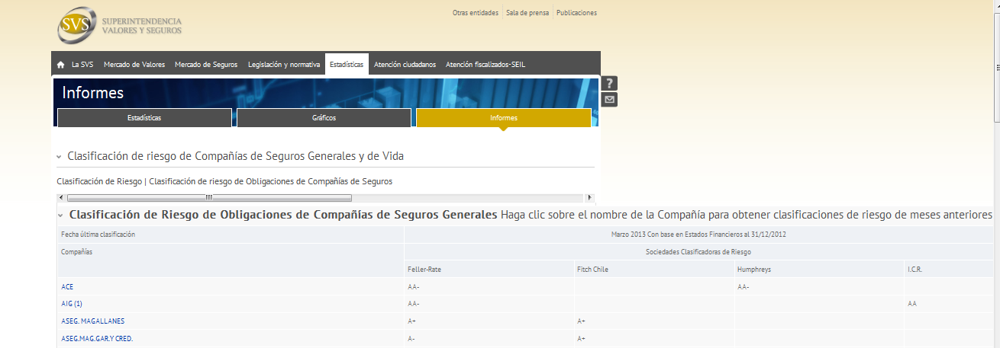 Otras entidades Sala de prensa Publicaciones
SVS SUPERINTENDENCIA
VALORES Y SEGUROS
La SVS Mercado de Valores Mercado de Seguros Legislación y normativa Estadísticas Atención ciudadanos Atención fiscalizados-SEIL
?
Informes
Estadísticas Gráficos Informes
Clasificación de riesgo de Compañías de Seguros Generales y de Vida
Clasificación de Riesgo | Clasificación de riesgo de Obligaciones de Compañías de Seguros
Clasificación de Riesgo de Obligaciones de Compañías de Seguros Generales Haga clic sobre el nombre de la Compañía para obtener clasificaciones de riesgo de meses anteriores
Fecha última clasificación Marzo 2013 Con base en Estados Financieros al 31/12/2012
Compañías Sociedades Clasificadoras de Riesgo
Feller-Rate Fitch Chile Humphreys I.C.R.
ACE AA- AA-
AIG (1) AA- AA
ASEG. MAGALLANES A+ A+
ASEG.MAG.GAR.Y CRED. A- A+